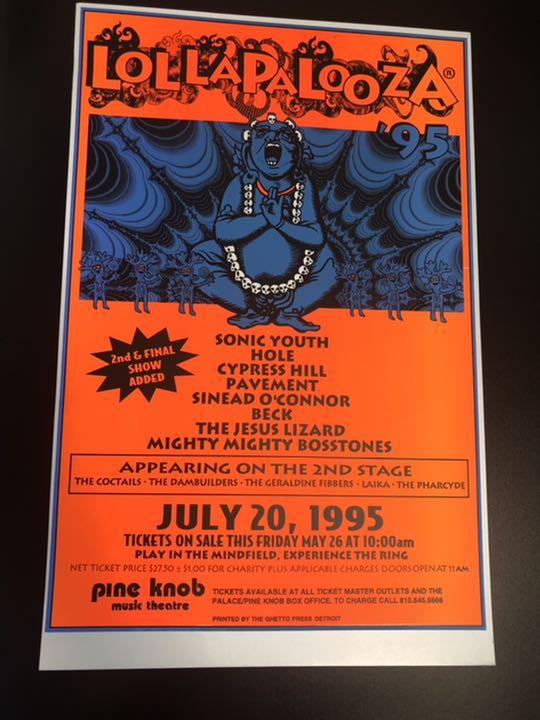 LOLLAPALOOZA®
'95
2nd & FINAL
SHOW
ADDED
SONIC YOUTH
HOLE
CYPRESS HILL
PAVEMENT
SINEAD O'CONNOR
BECK
THE JESUS LIZARD
MIGHTY MIGHTY BOSSTONES
APPEARING ON THE 2ND STAGE
THE COCTAILS · THE DAMBUILDERS · THE GERALDINE FIBBERS · LAIKA · THE PHARCYDE
JULY 20, 1995
TICKETS ON SALE THIS FRIDAY MAY 26 AT 10:00am
PLAY IN THE MINDFIELD, EXPERIENCE THE RING
NET TICKET PRICE $27.50 ± $1.00 FOR CHARITY PLUS APPLICABLE CHARGES DOORS OPEN AT 11AM
pine knob
music theatre
TICKETS AVAILABLE AT ALL TICKET MASTER OUTLETS AND THE
PALACE/PINE KNOB BOX OFFICE. TO CHARGE CALL 810.645.6666
PRINTED BY THE GHETTO PRESS DETROIT